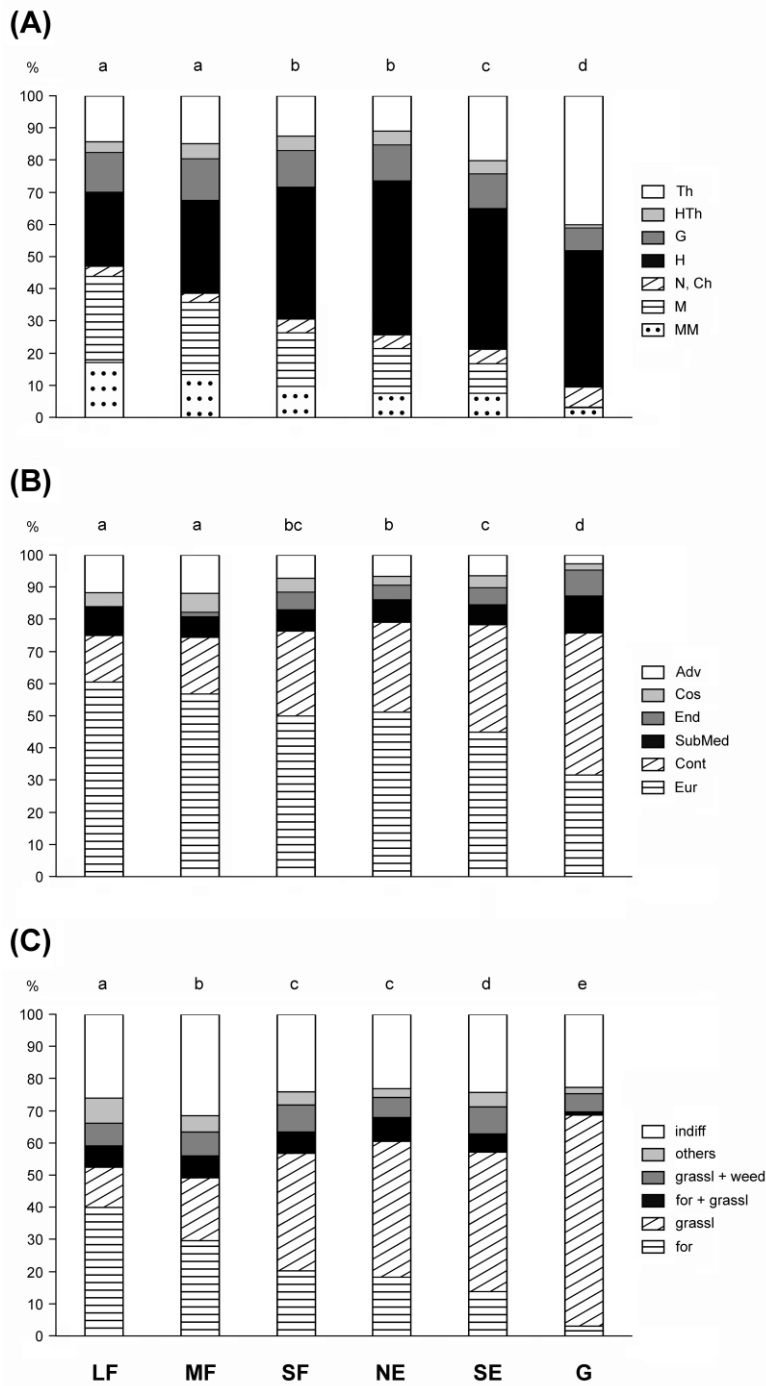 (A)
% a a b b c d
100
90
80
70
60
50
40
30
20
10
0
Th
HTh
G
H
N, Ch
M
MM
(B)
% a a bc b c d
100
90
80
70
60
50
40
30
20
10
0
Adv
Cos
End
SubMed
Cont
Eur
(C)
% a b c c d e
100
90
80
70
60
50
40
30
20
10
0
indiff
others
grassl + weed
for + grassl
grassl
for
LF MF SF NE SE G